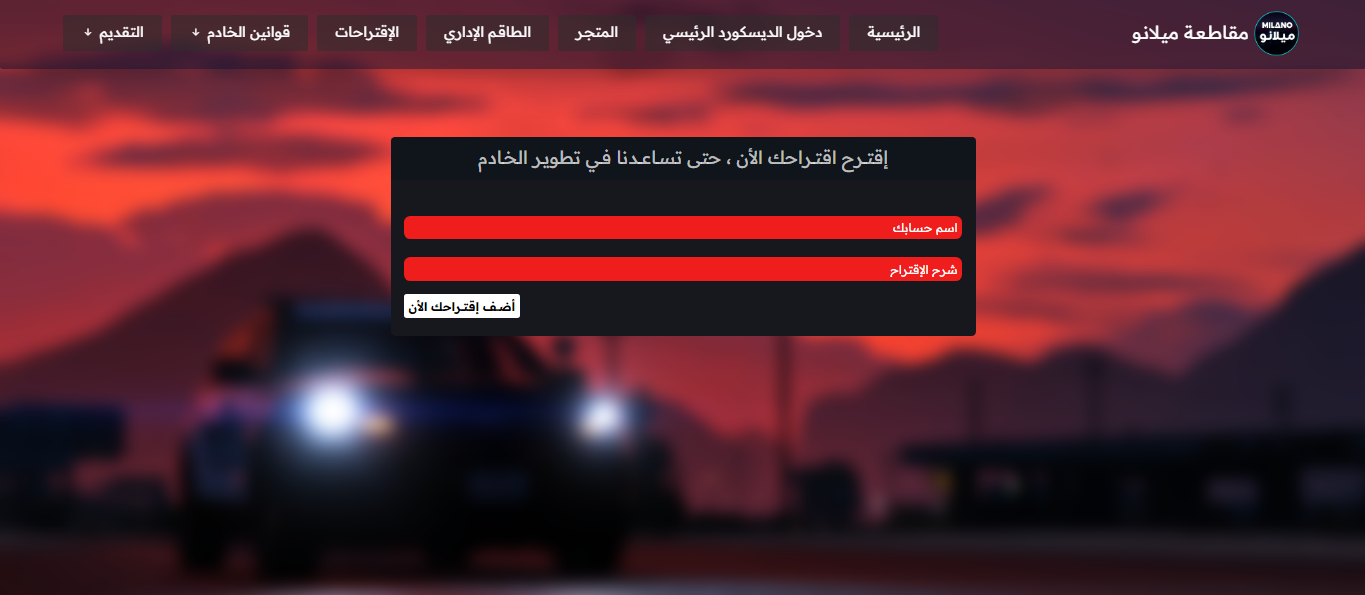 MILANO
ميلانو
مقاطعة ميلانو
الرئيسية
دخول الديسكورد الرئيسي
المتجر
الطاقم الإداري
الإقتراحات
قوانين الخادم ↓
التقديم ↓
إقترح اقتراحك الأن ، حتى تساعدنا في تطوير الخادم
اسم حسابك
شرح الإقتراح
أضف إقتراحك الأن